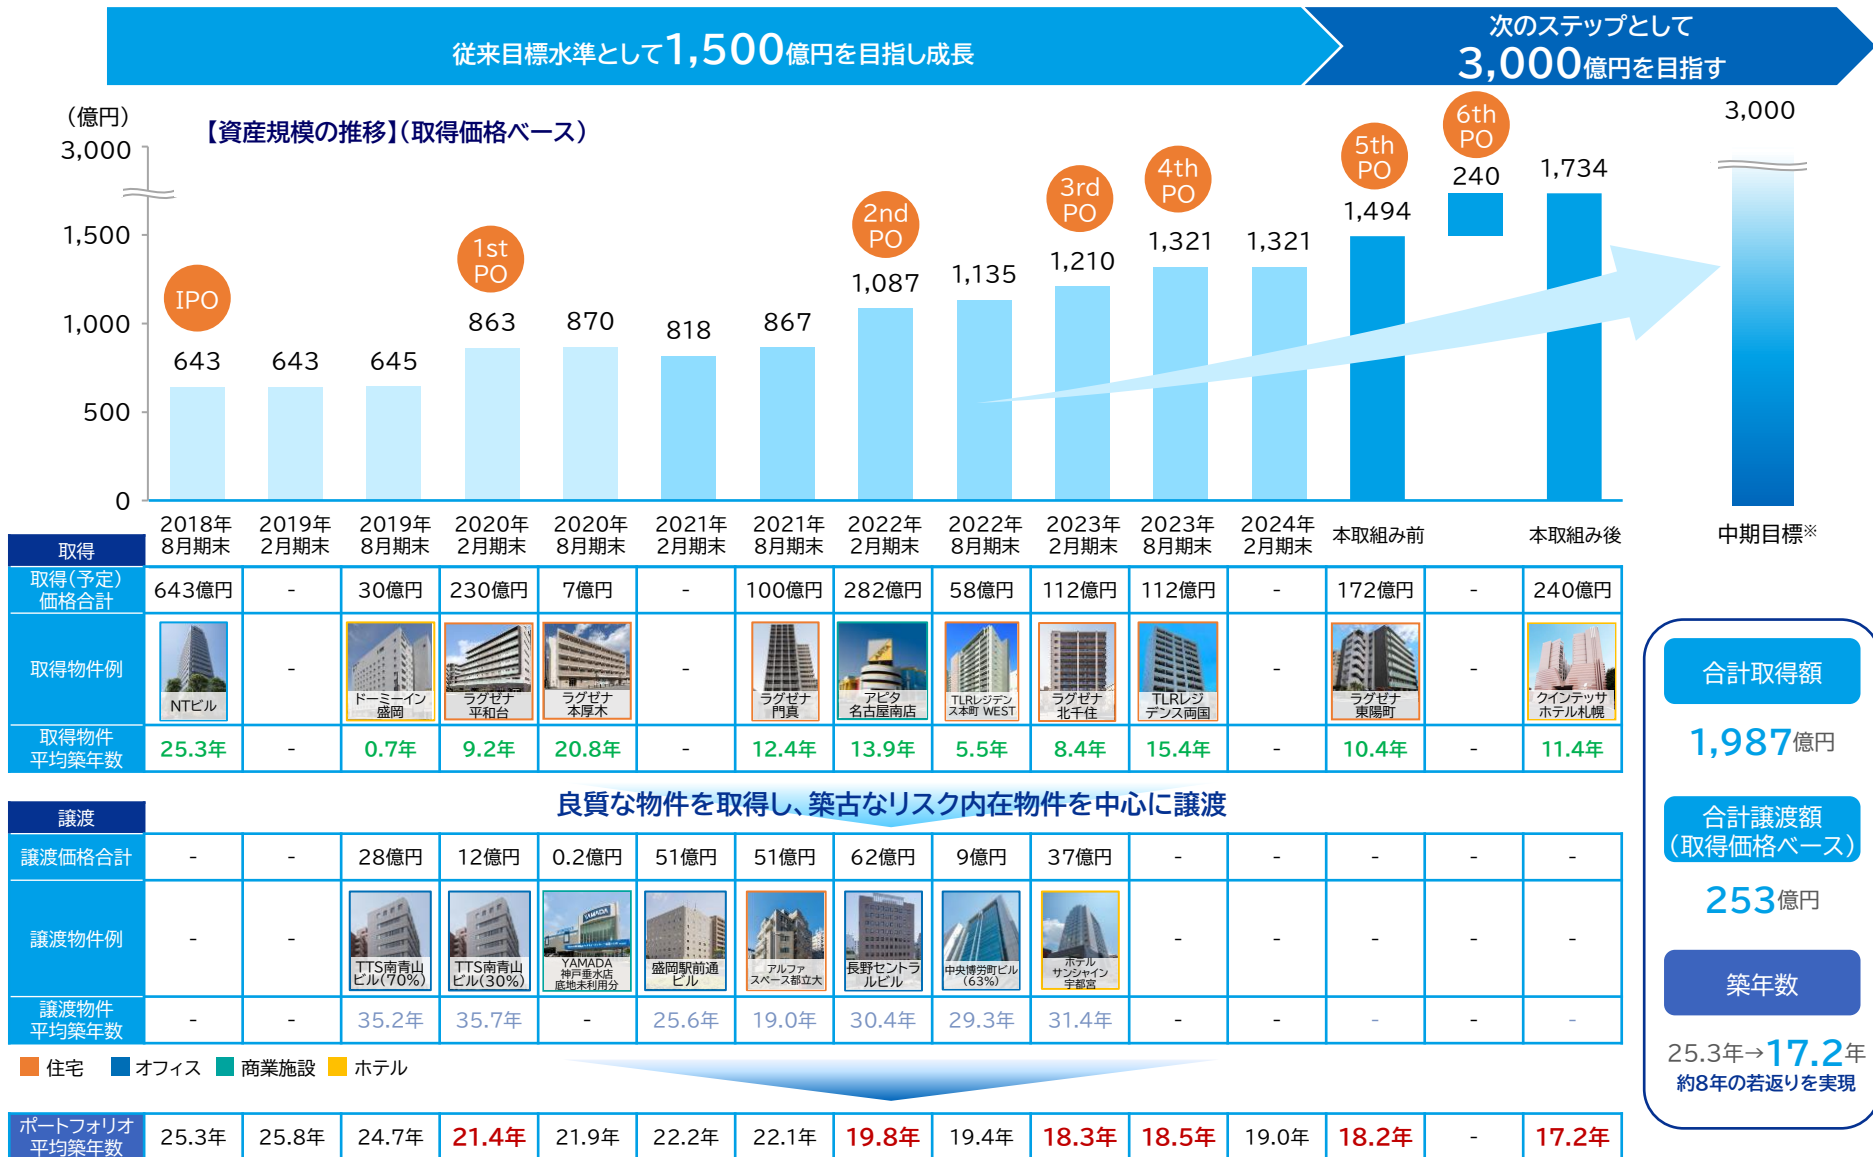 従来目標水準として1,500億円を目指し成長
次のステップとして
3,000億円を目指す
(億円)
【資産規模の推移】(取得価格ベース)
3,000
1,500
1,000
500
0
IPO
1st
PO
2nd
PO
3rd
PO
4th
PO
5th
PO
6th
PO
643
643
645
863
870
818
867
1,087
1,135
1,210
1,321
1,321
1,494
240
1,734
3,000
2018年
8月期末
2019年
2月期末
2019年
8月期末
2020年
2月期末
2020年
8月期末
2021年
2月期末
2021年
8月期末
2022年
2月期末
2022年
8月期末
2023年
2月期末
2023年
8月期末
2024年
2月期末
本取組み前
本取組み後
中期目標※
取得
取得(予定)
価格合計
643億円 - 30億円 230億円 7億円 - 100億円 282億円 58億円 112億円 112億円 - 172億円 - 240億円
取得物件例
NTビル
-
ドーミーイン
盛岡
ラグゼナ
平和台
ラグゼナ
本厚木
-
ラグゼナ
門真
アピタ
名古屋南店
TLRレジデン
ス本町 WEST
ラグゼナ
北千住
TLRレジ
デンス両国
-
ラグゼナ
東陽町
-
クインテッサ
ホテル札幌
取得物件
平均築年数
25.3年 - 0.7年 9.2年 20.8年 - 12.4年 13.9年 5.5年 8.4年 15.4年 - 10.4年 - 11.4年
良質な物件を取得し、築古なリスク内在物件を中心に譲渡
譲渡
譲渡価格合計
- - 28億円 12億円 0.2億円 51億円 51億円 62億円 9億円 37億円 - - - - -
譲渡物件例
-
-
TTS南青山
ビル(70%)
TTS南青山
ビル(30%)
YAMADA
YAMADA
神戸垂水店
底地未利用分
盛岡駅前通
ビル
アルファ
スペース都立大
長野セントラ
ルビル
中央博労町ビル
(63%)
ホテル
サンシャイン
宇都宮
-
-
-
-
-
譲渡物件
平均築年数
- - 35.2年 35.7年 - 25.6年 19.0年 30.4年 29.3年 31.4年 - - - - -
住宅 オフィス 商業施設 ホテル
ポートフォリオ
平均築年数
25.3年 25.8年 24.7年 21.4年 21.9年 22.2年 22.1年 19.8年 19.4年 18.3年 18.5年 19.0年 18.2年 - 17.2年
合計取得額
1,987億円
合計譲渡額
(取得価格ベース)
253億円
築年数
25.3年→17.2年
約8年の若返りを実現